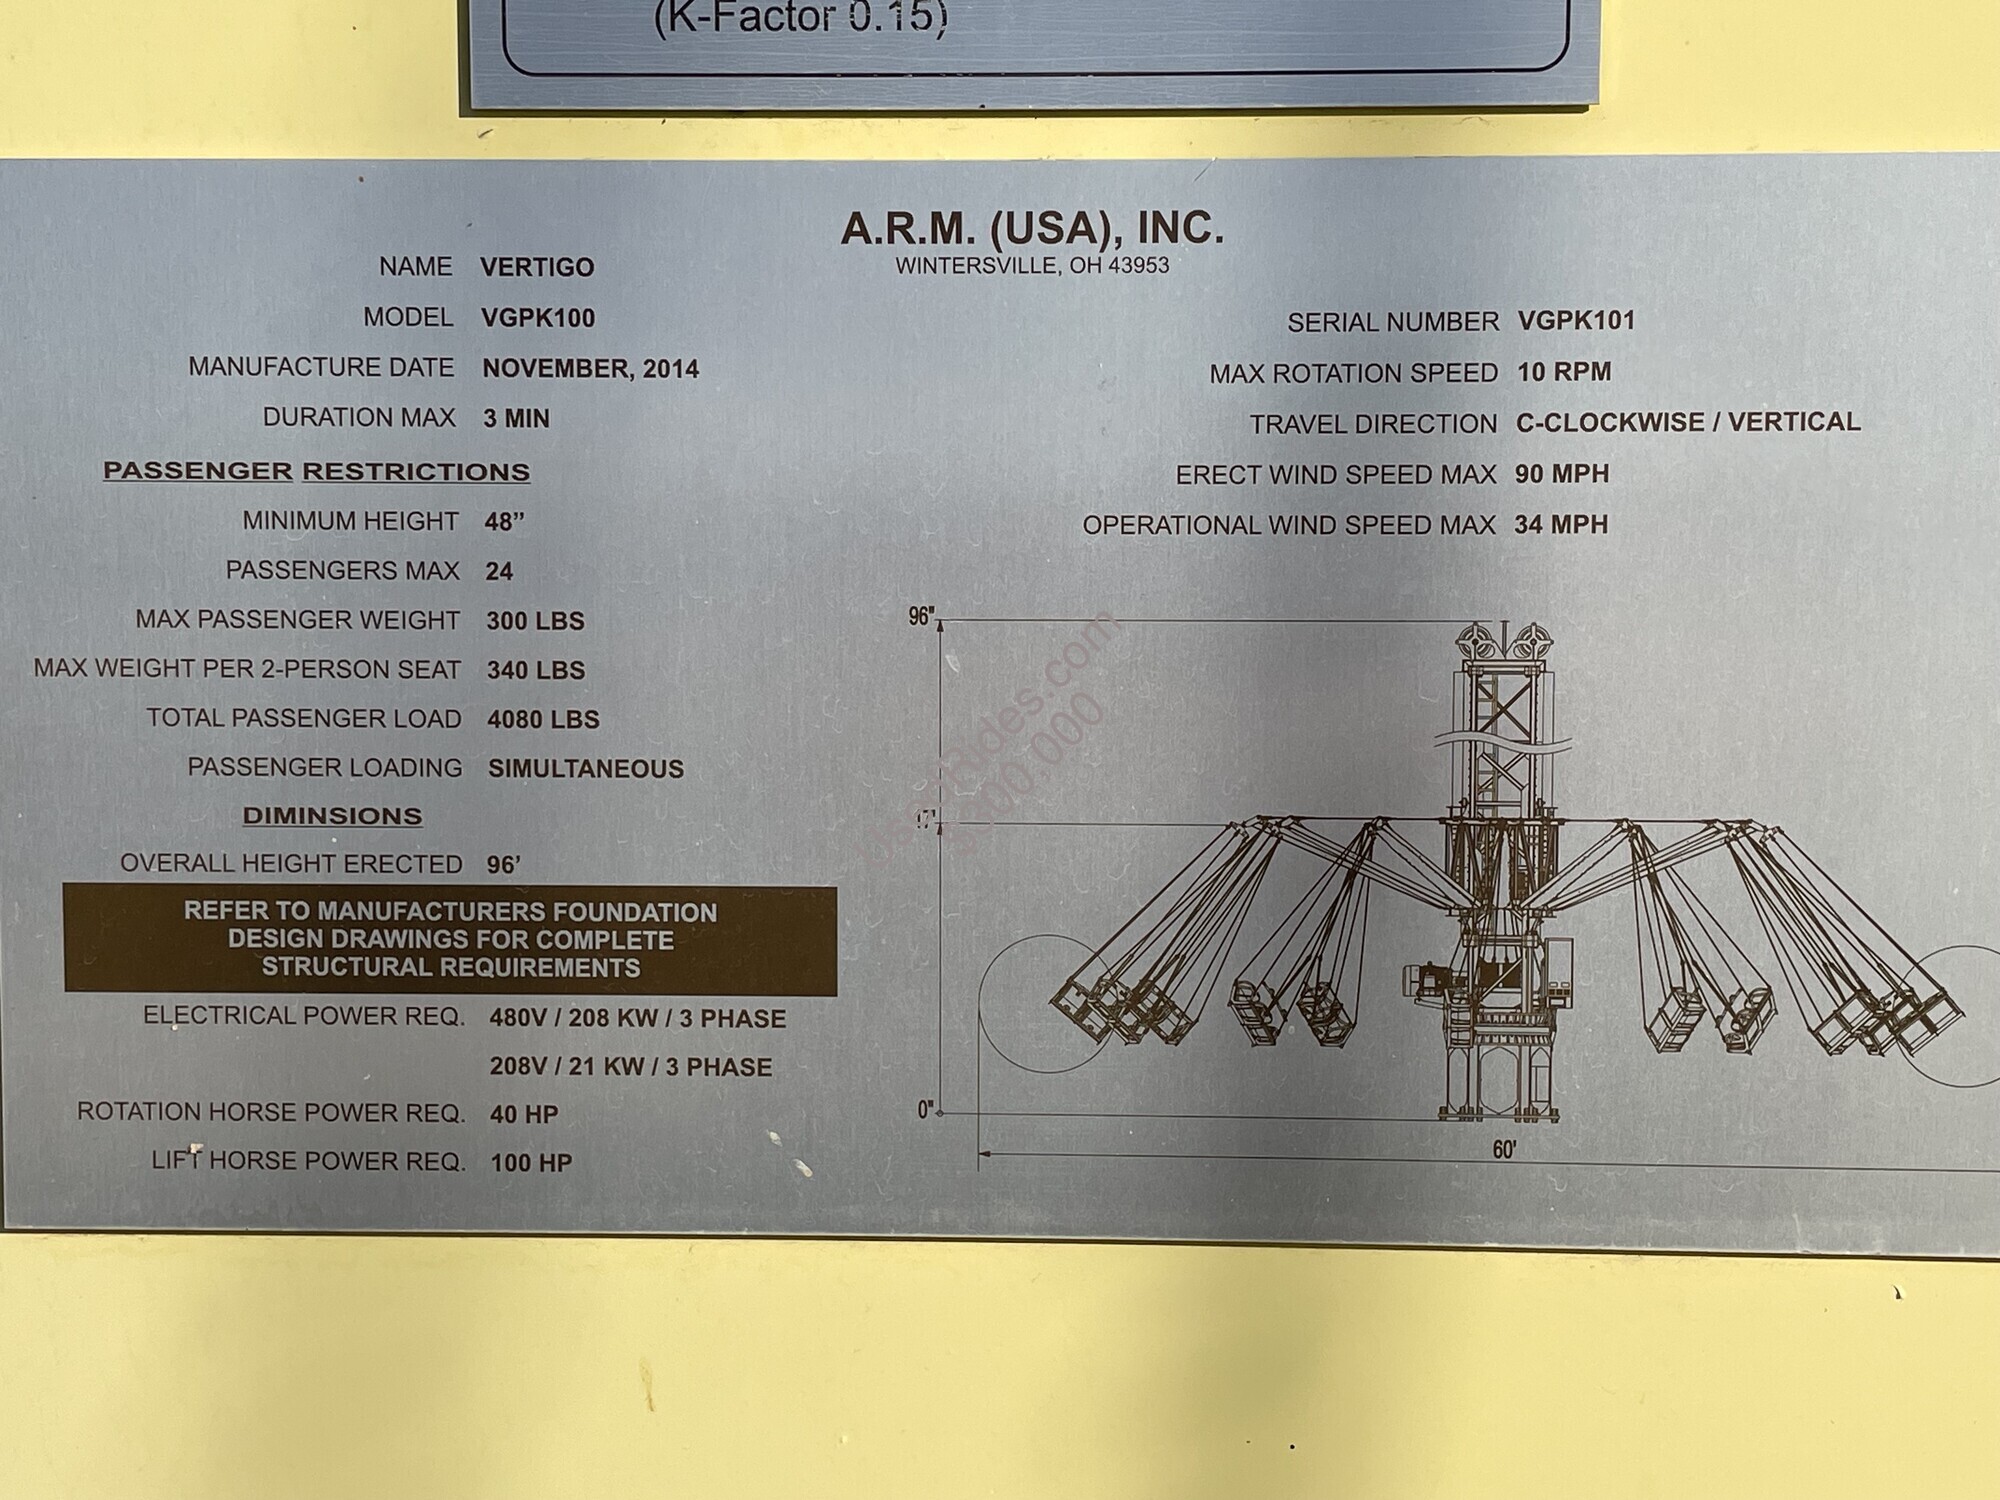 (K-Factor 0.15)
A.R.M. (USA), INC.
WINTERSVILLE, OH 43953
NAME VERTIGO
MODEL VGPK100
MANUFACTURE DATE NOVEMBER, 2014
DURATION MAX 3 MIN
PASSENGER RESTRICTIONS
MINIMUM HEIGHT 48”
PASSENGERS MAX 24
MAX PASSENGER WEIGHT 300 LBS
MAX WEIGHT PER 2-PERSON SEAT 340 LBS
TOTAL PASSENGER LOAD 4080 LBS
PASSENGER LOADING SIMULTANEOUS
DIMINSIONS
OVERALL HEIGHT ERECTED 96’
REFER TO MANUFACTURERS FOUNDATION
DESIGN DRAWINGS FOR COMPLETE
STRUCTURAL REQUIREMENTS
ELECTRICAL POWER REQ. 480V / 208 KW / 3 PHASE
208V / 21 KW / 3 PHASE
ROTATION HORSE POWER REQ. 40 HP
LIFT HORSE POWER REQ. 100 HP
SERIAL NUMBER VGPK101
MAX ROTATION SPEED 10 RPM
TRAVEL DIRECTION C-CLOCKWISE / VERTICAL
ERECT WIND SPEED MAX 90 MPH
OPERATIONAL WIND SPEED MAX 34 MPH
96"
0"
60'
UsedRides.com